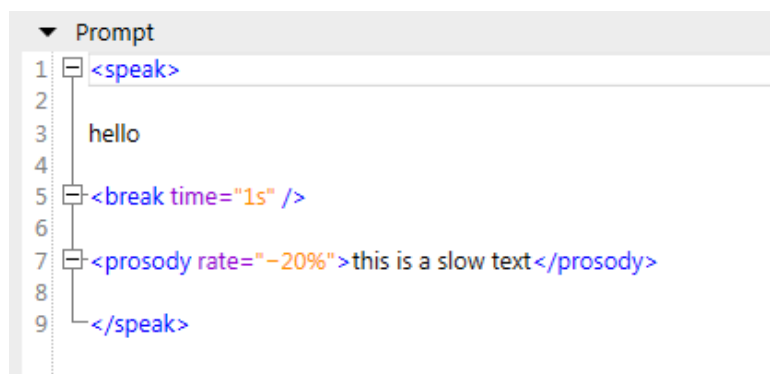 Prompt
1 <speak>
2
3 hello
4
5 <break time="1s" />
6
7 <prosody rate="−20%">this is a slow text</prosody>
8
9 </speak>